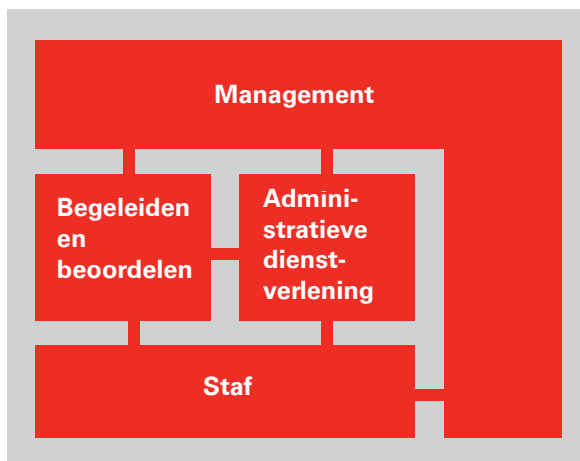 Management
Begeleiden
en
beoordelen
Admini-
stratieve
dienst-
verlening
Staf